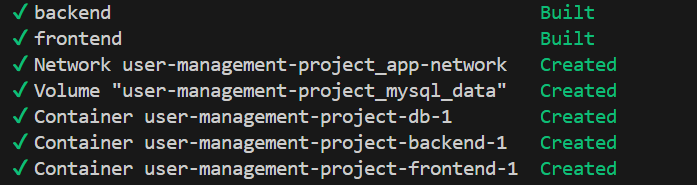 ✓ backend Built
✓ frontend Built
✓ Network user-management-project_app-network Created
✓ Volume "user-management-project_mysql_data" Created
✓ Container user-management-project-db-1 Created
✓ Container user-management-project-backend-1 Created
✓ Container user-management-project-frontend-1 Created